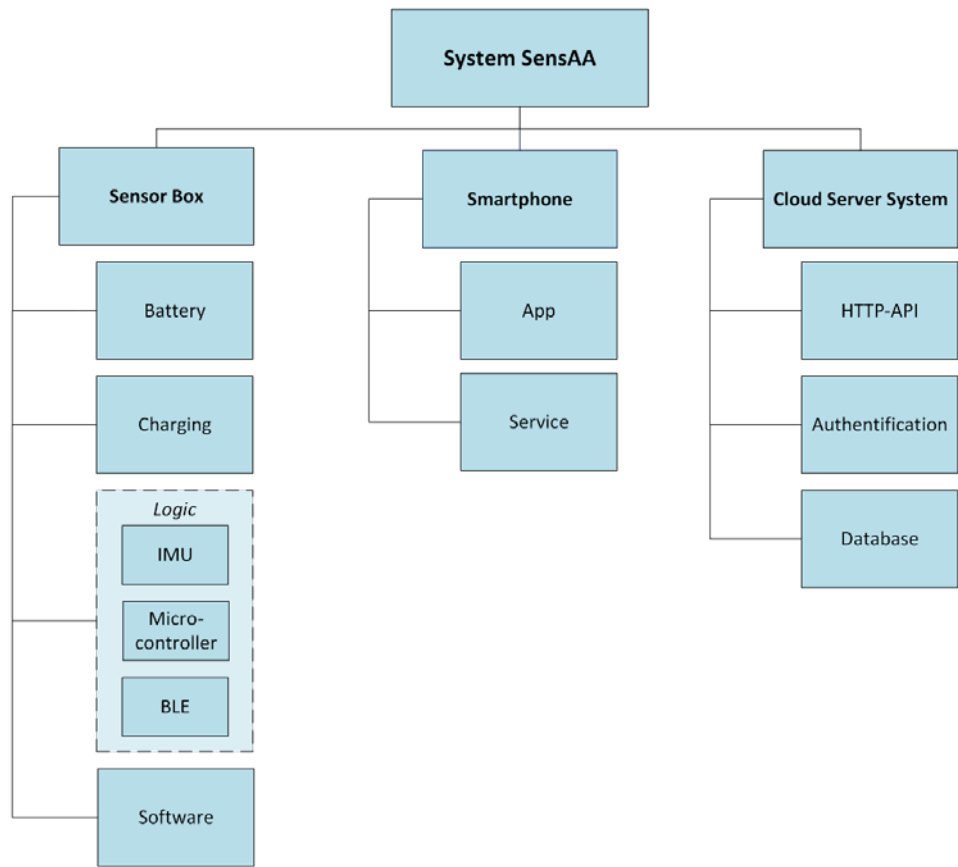 System SensAA
Sensor Box
Smartphone
Cloud Server System
Battery
Charging
Logic
IMU
Micro-
controller
BLE
Software
App
Service
HTTP-API
Authentification
Database